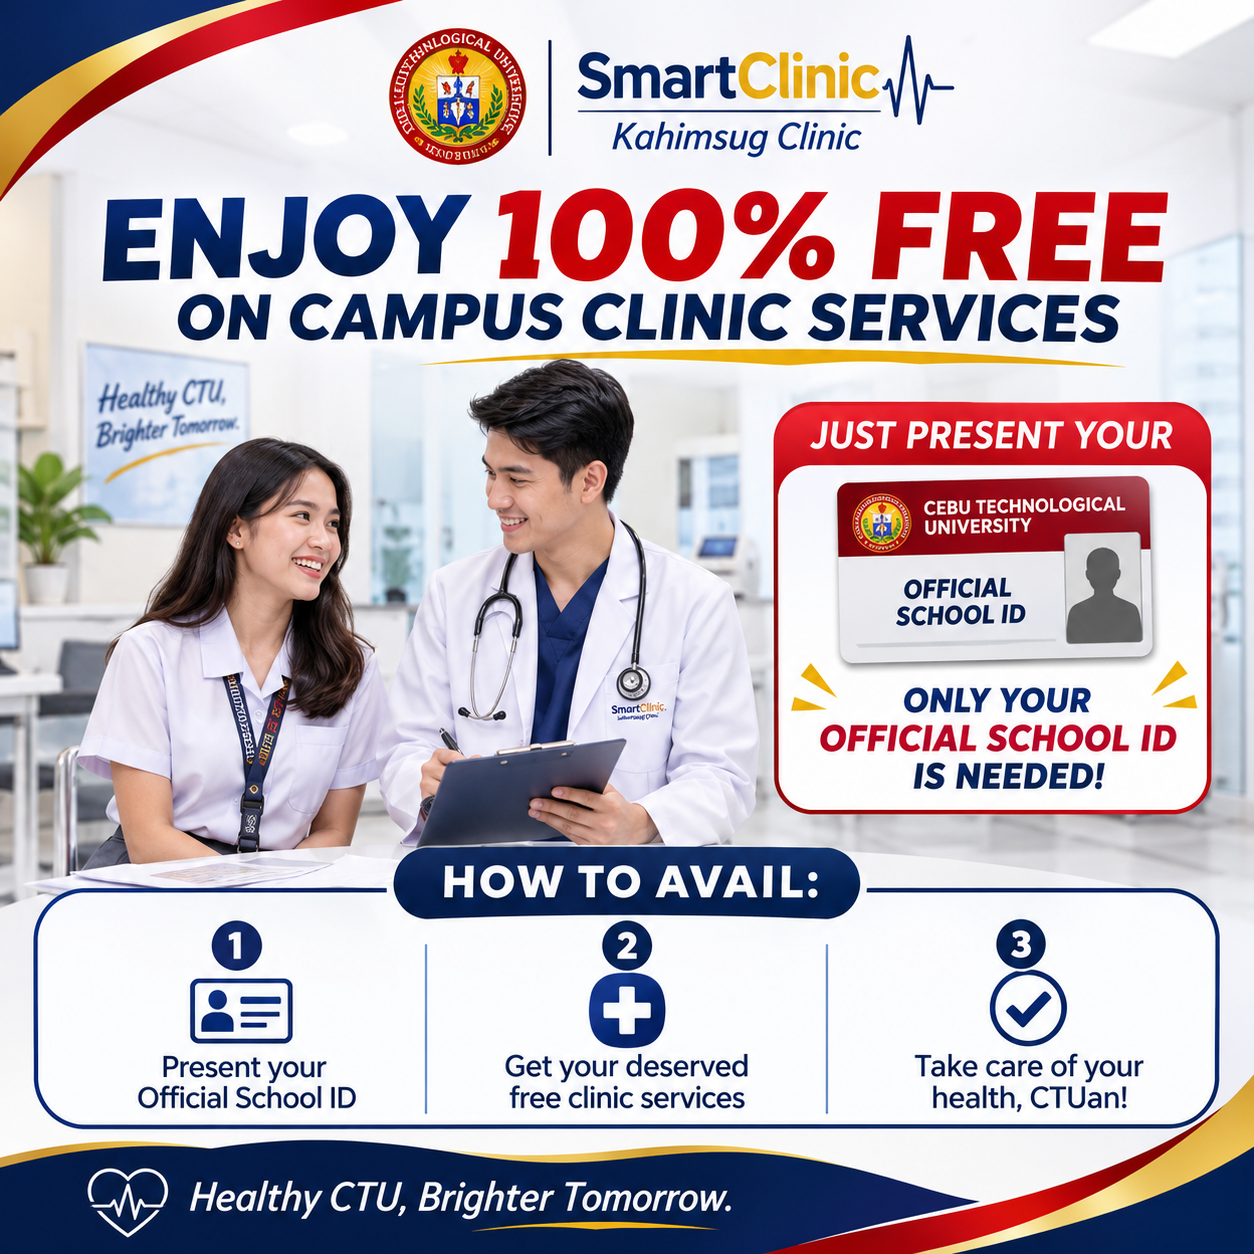 SmartClinic
Kahimsug Clinic
ENJOY 100% FREE
ON CAMPUS CLINIC SERVICES
Healthy CTU,
Brighter Tomorrow.
JUST PRESENT YOUR
CEBU TECHNOLOGICAL
UNIVERSITY
OFFICIAL
SCHOOL ID
ONLY YOUR
OFFICIAL SCHOOL ID
IS NEEDED!
SmartClinic.
HOW TO AVAIL:
1
Present your
Official School ID
2
Get your deserved
free clinic services
3
Take care of your
health, CTUan!
Healthy CTU, Brighter Tomorrow.